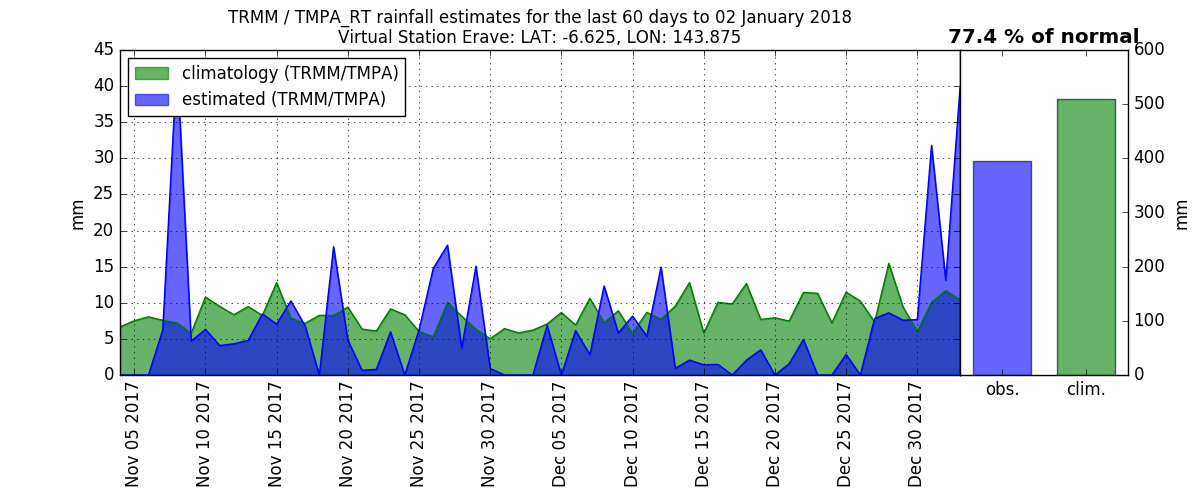 TRMM / TMPA_RT rainfall estimates for the last 60 days to 02 January 2018
Virtual Station Erave: LAT: -6.625, LON: 143.875
77.4 % of normal
climatology (TRMM/TMPA)
estimated (TRMM/TMPA)
45
40
35
30
25
20
15
10
5
0
mm
Nov 05 2017
Nov 10 2017
Nov 15 2017
Nov 20 2017
Nov 25 2017
Nov 30 2017
Dec 05 2017
Dec 10 2017
Dec 15 2017
Dec 20 2017
Dec 25 2017
Dec 30 2017
obs.
clim.
600
500
400
300
200
100
0
mm